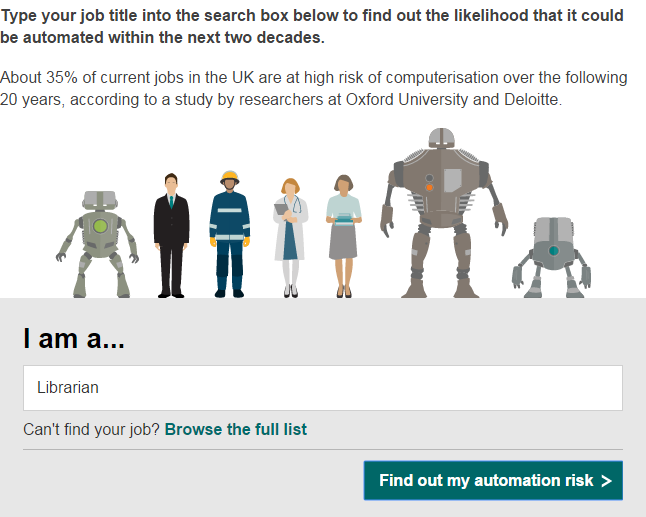 Type your job title into the search box below to find out the likelihood that it could
be automated within the next two decades.
About 35% of current jobs in the UK are at high risk of computerisation over the following
20 years, according to a study by researchers at Oxford University and Deloitte.
I am a...
Librarian
Can't find your job? Browse the full list
Find out my automation risk >